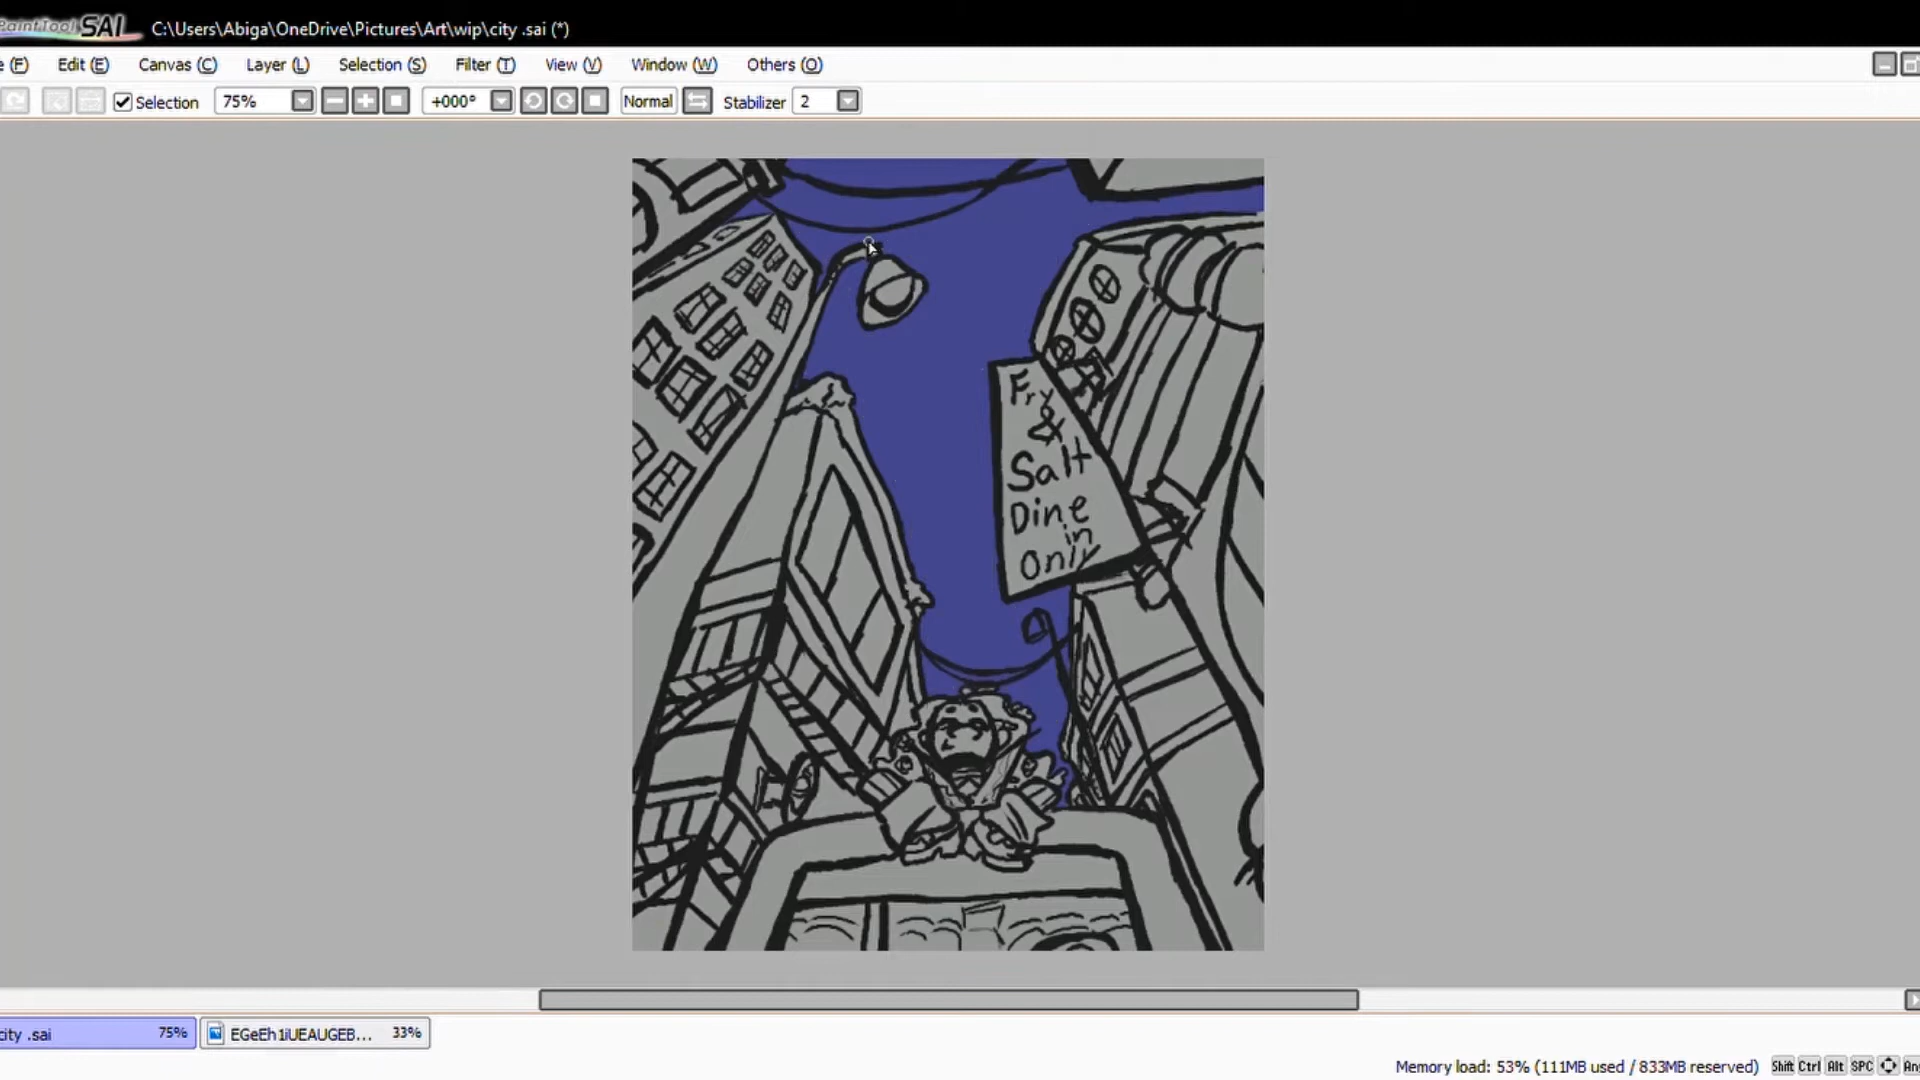 PaintTool SAI C:\Users\Abiga\OneDrive\Pictures\Art\wip\city .sai (*)
e (F) Edit (E) Canvas (C) Layer (L) Selection (S) Filter (T) View (V) Window (W) Others (O)
Selection 75% +000° Normal Stabilizer 2
Fry
&
Salt
Dine
in
Only
city .sai 75% EGeEh1iUEAUGEB... 33%
Memory load: 53% (111MB used / 833MB reserved) Shift Ctrl Alt SPC An